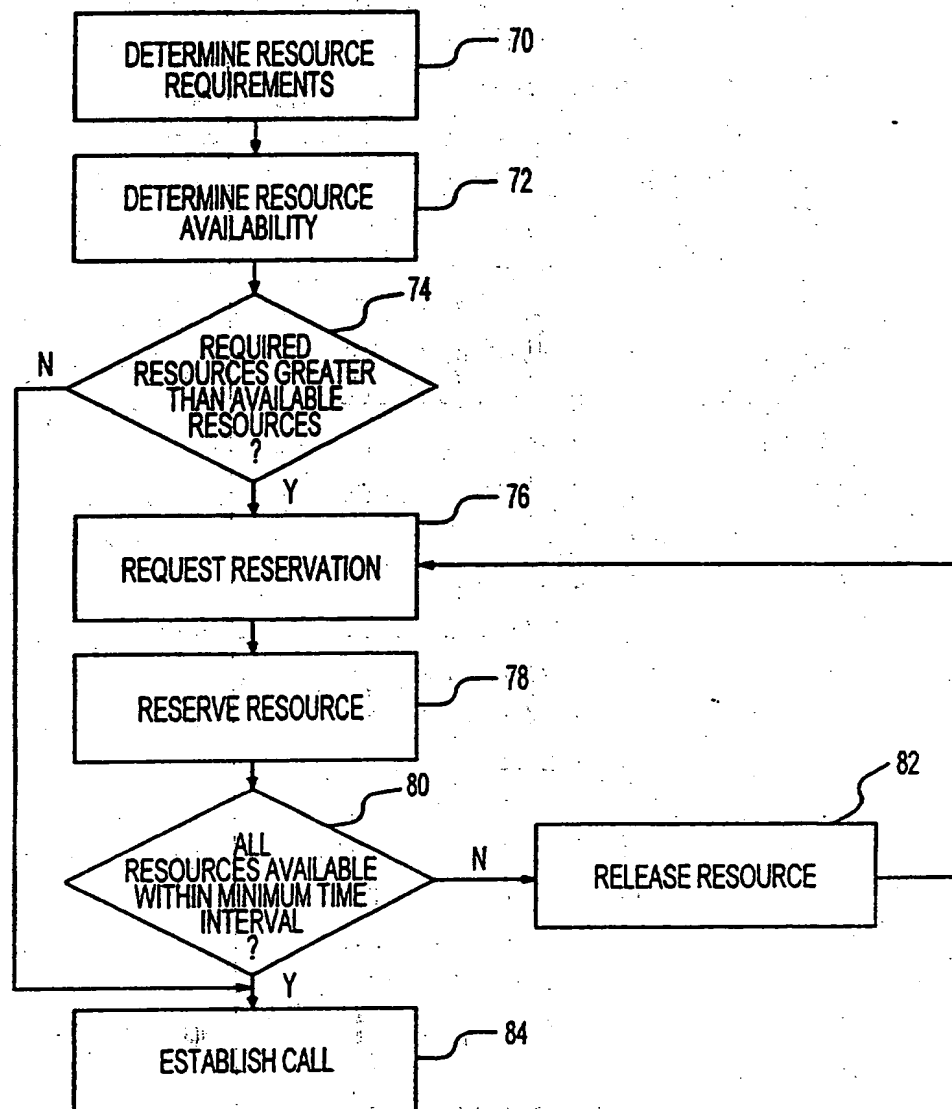 DETERMINE RESOURCE
REQUIREMENTS
70
DETERMINE RESOURCE
AVAILABILITY
72
74
N
REQUIRED
RESOURCES GREATER
THAN AVAILABLE
RESOURCES
?
Y
76
REQUEST RESERVATION
78
RESERVE RESOURCE
80
82
ALL
RESOURCES AVAILABLE
WITHIN MINIMUM TIME
INTERVAL
?
N
RELEASE RESOURCE
Y
84
ESTABLISH CALL